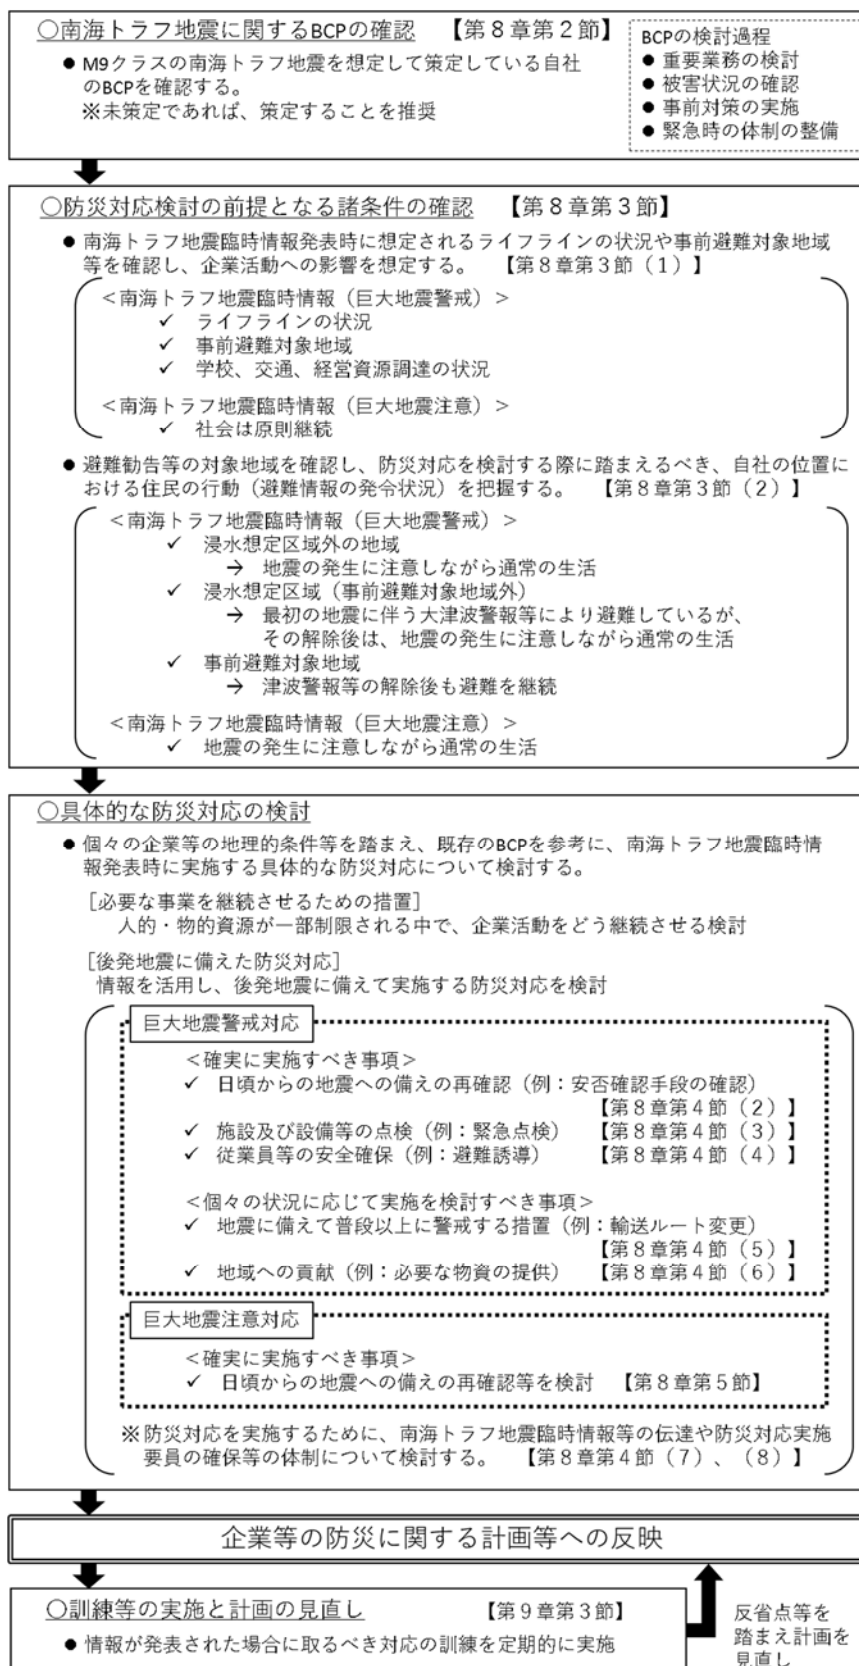 ○南海トラフ地震に関するBCPの確認　【第８章第２節】
● M9クラスの南海トラフ地震を想定して策定している自社
のBCPを確認する。
※未策定であれば、策定することを推奨
BCPの検討過程
● 重要業務の検討
● 被害状況の確認
● 事前対策の実施
● 緊急時の体制の整備
○防災対応検討の前提となる諸条件の確認　【第８章第３節】
● 南海トラフ地震臨時情報発表時に想定されるライフラインの状況や事前避難対象地域
等を確認し、企業活動への影響を想定する。　【第８章第３節（１）】
＜南海トラフ地震臨時情報（巨大地震警戒）＞
✓ ライフラインの状況
✓ 事前避難対象地域
✓ 学校、交通、経営資源調達の状況
＜南海トラフ地震臨時情報（巨大地震注意）＞
✓ 社会は原則継続
● 避難勧告等の対象地域を確認し、防災対応を検討する際に踏まえるべき、自社の位置に
おける住民の行動（避難情報の発令状況）を把握する。　【第８章第３節（２）】
＜南海トラフ地震臨時情報（巨大地震警戒）＞
✓ 浸水想定区域外の地域
→ 地震の発生に注意しながら通常の生活
✓ 浸水想定区域（事前避難対象地域外）
→ 最初の地震に伴う大津波警報等により避難しているが、
その解除後は、地震の発生に注意しながら通常の生活
✓ 事前避難対象地域
→ 津波警報等の解除後も避難を継続
＜南海トラフ地震臨時情報（巨大地震注意）＞
✓ 地震の発生に注意しながら通常の生活
○具体的な防災対応の検討
● 個々の企業等の地理的条件等を踏まえ、既存のBCPを参考に、南海トラフ地震臨時情
報発表時に実施する具体的な防災対応について検討する。
［必要な事業を継続させるための措置］
人的・物的資源が一部制限される中で、企業活動をどう継続させる検討
［後発地震に備えた防災対応］
情報を活用し、後発地震に備えて実施する防災対応を検討
巨大地震警戒対応
＜確実に実施すべき事項＞
✓ 日頃からの地震への備えの再確認（例：安否確認手段の確認）
【第８章第４節（２）】
✓ 施設及び設備等の点検（例：緊急点検）　【第８章第４節（３）】
✓ 従業員等の安全確保（例：避難誘導）　【第８章第４節（４）】
＜個々の状況に応じて実施を検討すべき事項＞
✓ 地震に備えて普段以上に警戒する措置（例：輸送ルート変更）
【第８章第４節（５）】
✓ 地域への貢献（例：必要な物資の提供）　【第８章第４節（６）】
巨大地震注意対応
＜確実に実施すべき事項＞
✓ 日頃からの地震への備えの再確認等を検討　【第８章第５節】
※防災対応を実施するために、南海トラフ地震臨時情報等の伝達や防災対応実施
要員の確保等の体制について検討する。　【第８章第４節（７）、（８）】
企業等の防災に関する計画等への反映
○訓練等の実施と計画の見直し　【第９章第３節】
● 情報が発表された場合に取るべき対応の訓練を定期的に実施
反省点等を
踏まえ計画を
見直し